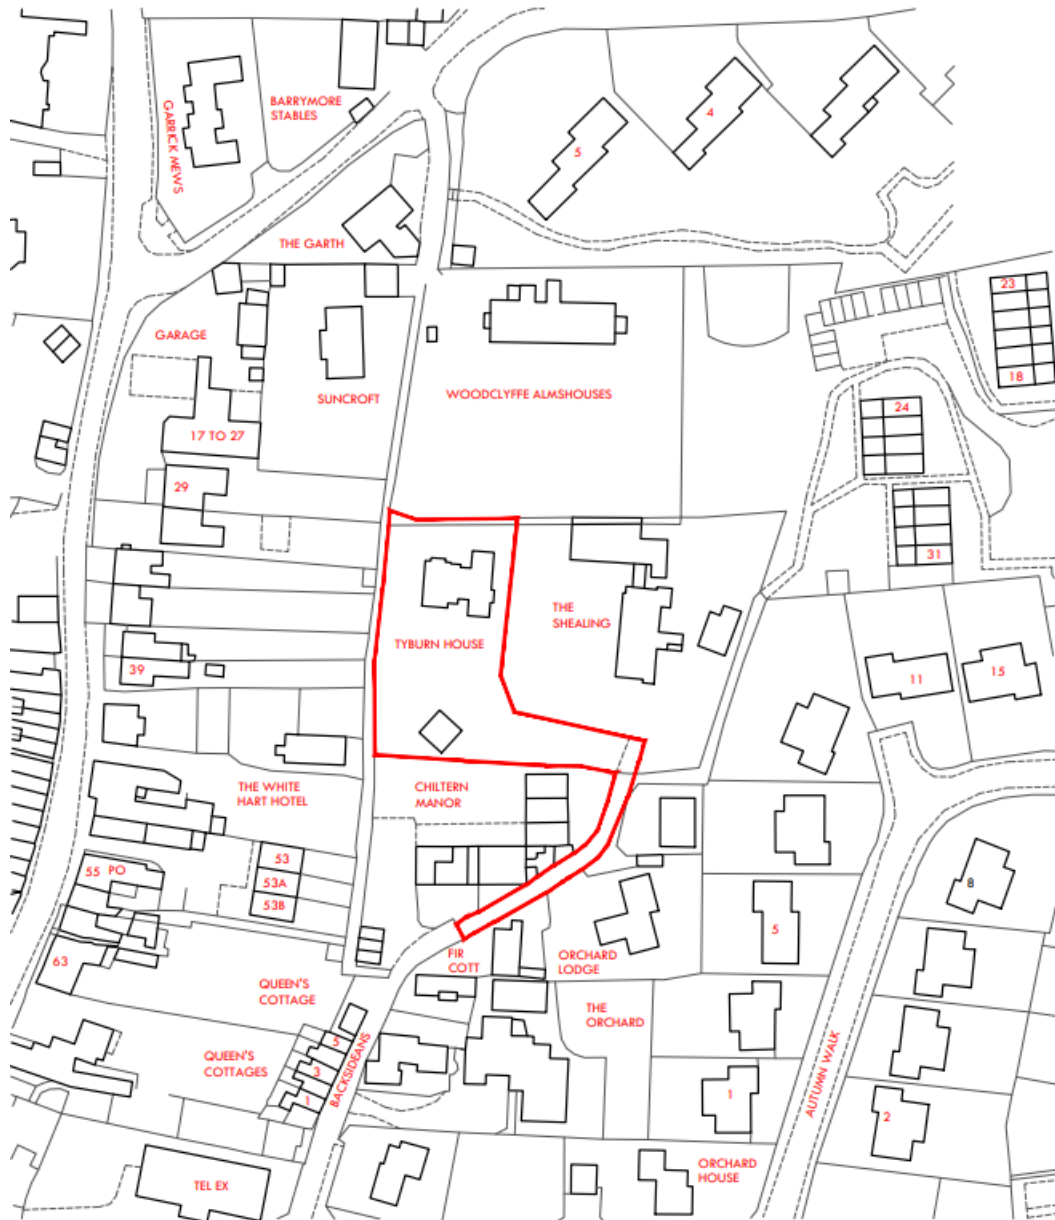 GARRICK MEWS
BARRYMORE
STABLES
4
5
THE GARTH
23
GARAGE
18
SUNCROFT
WOODCLYFFE ALMSHOUSES
24
17 TO 27
29
31
THE
SHEALING
TYBURN HOUSE
39
11
15
THE WHITE
HART HOTEL
CHILTERN
MANOR
53
55 PO
53A
53B
8
5
63
FIR
COTT
ORCHARD
LODGE
QUEEN'S
COTTAGE
THE
ORCHARD
5
QUEEN'S
COTTAGES
3
1
BACKSIDEANS
1
AUTUMN WALK
2
ORCHARD
HOUSE
TEL EX